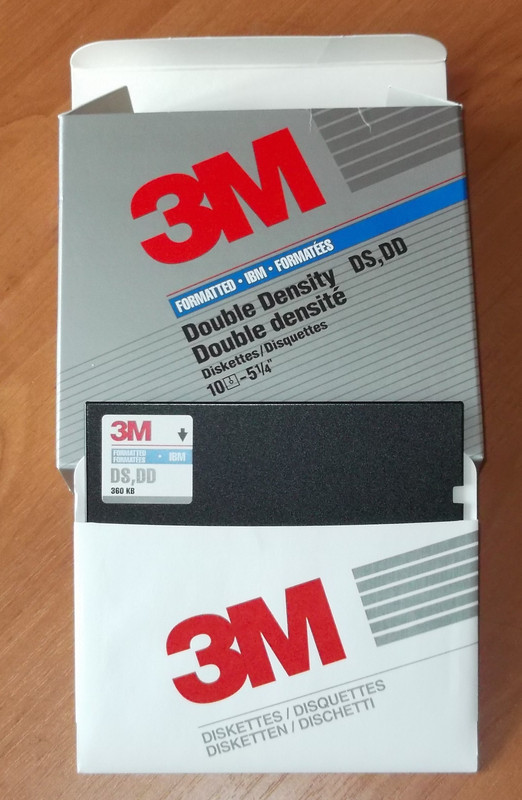 3M
FORMATTED • IBM • FORMATÉES
Double Density DS,DD
Double densité
Diskettes/Disquettes
10 -5¼"
3M
FORMATTED
FORMATÉES • IBM
DS,DD
360 KB
3M
DISKETTES / DISQUETTES
DISKETTEN / DISCHETTI